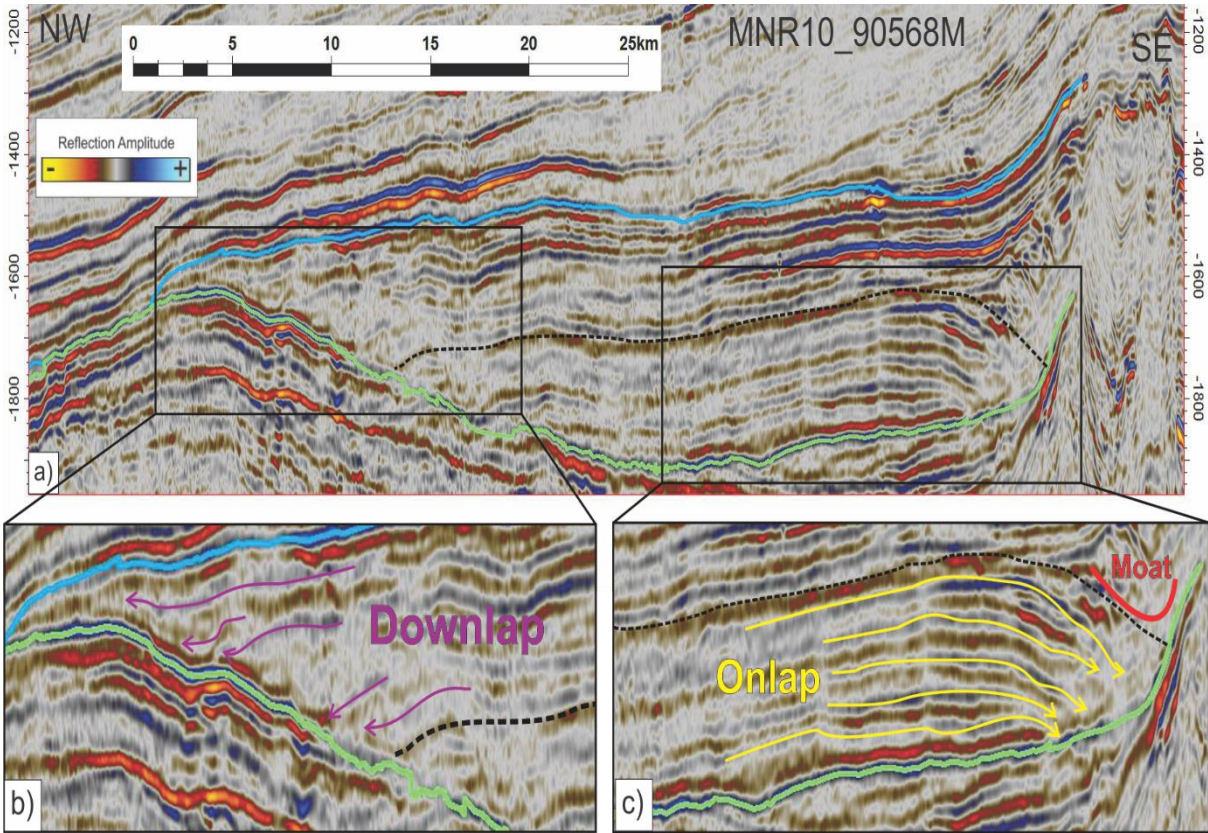 NW
MNR10_90568M
SE
0 5 10 15 20 25km
Reflection Amplitude
- +
-1200
-1400
-1600
-1800
-1200
-1400
-1600
-1800
a)
Downlap
b)
Moat
Onlap
c)